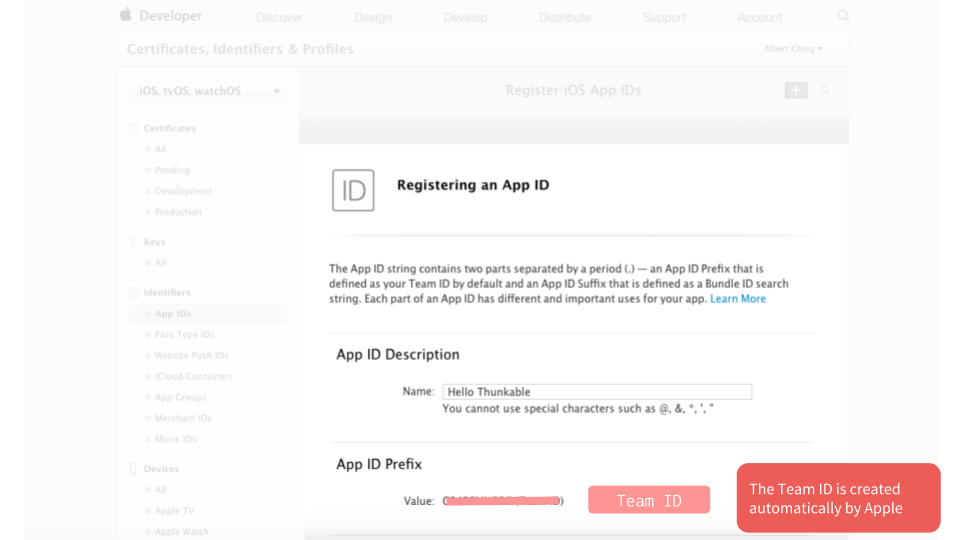 Developer
Discover
Design
Develop
Distribute
Support
Account
Certificates, Identifiers & Profiles
Albert Ching
iOS, tvOS, watchOS
Register iOS App IDs
Certificates
All
Pending
Development
Production
Keys
All
Identifiers
App IDs
Pass Type IDs
Website Push IDs
iCloud Containers
App Groups
Merchant IDs
Music IDs
Devices
All
Apple TV
Apple Watch
ID
Registering an App ID
The App ID string contains two parts separated by a period (.) — an App ID Prefix that is
defined as your Team ID by default and an App ID Suffix that is defined as a Bundle ID search
string. Each part of an App ID has different and important uses for your app. Learn More
App ID Description
Name: Hello Thunkable
You cannot use special characters such as @, &, *, ', "
App ID Prefix
Value:
Team ID
The Team ID is created
automatically by Apple